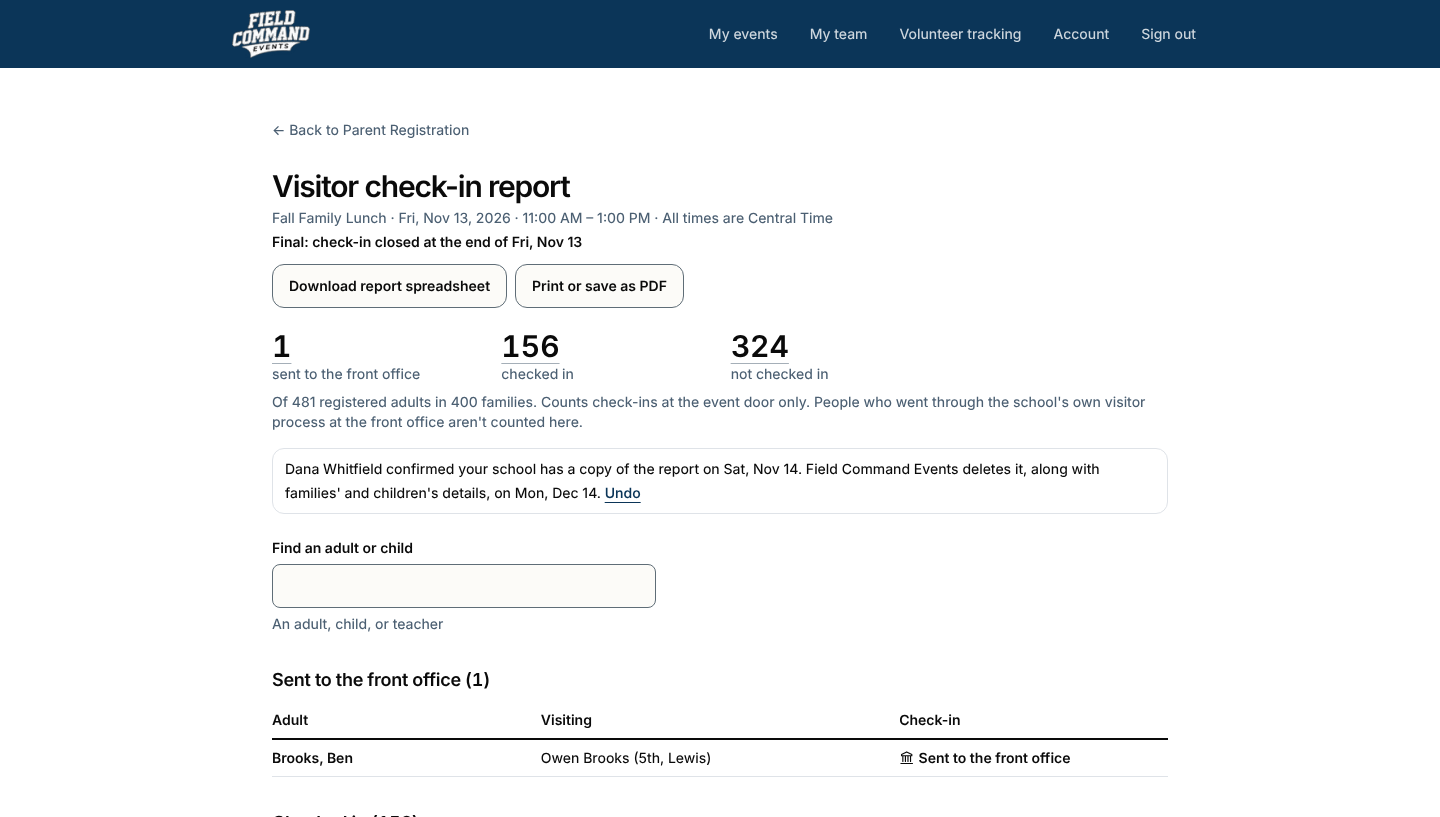 FIELD
COMMAND
EVENTS
My events
My team
Volunteer tracking
Account
Sign out
← Back to Parent Registration
Visitor check-in report
Fall Family Lunch · Fri, Nov 13, 2026 · 11:00 AM – 1:00 PM · All times are Central Time
Final: check-in closed at the end of Fri, Nov 13
Download report spreadsheet
Print or save as PDF
1
sent to the front office
156
checked in
324
not checked in
Of 481 registered adults in 400 families. Counts check-ins at the event door only. People who went through the school's own visitor
process at the front office aren't counted here.
Dana Whitfield confirmed your school has a copy of the report on Sat, Nov 14. Field Command Events deletes it, along with
families' and children's details, on Mon, Dec 14. Undo
Find an adult or child
An adult, child, or teacher
Sent to the front office (1)
Adult Visiting Check-in
Brooks, Ben Owen Brooks (5th, Lewis) Sent to the front office